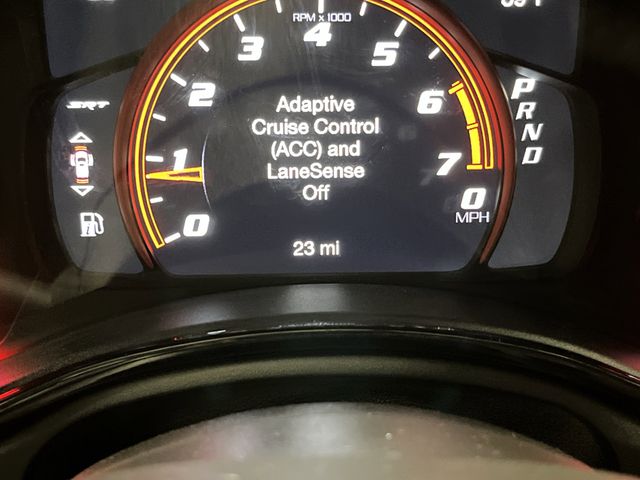 RPM x 1000
4
3
5
2
6
1
7
0
Adaptive
Cruise Control
(ACC) and
LaneSense
Off
23 mi
0
MPH
SRT
P
R
N
D